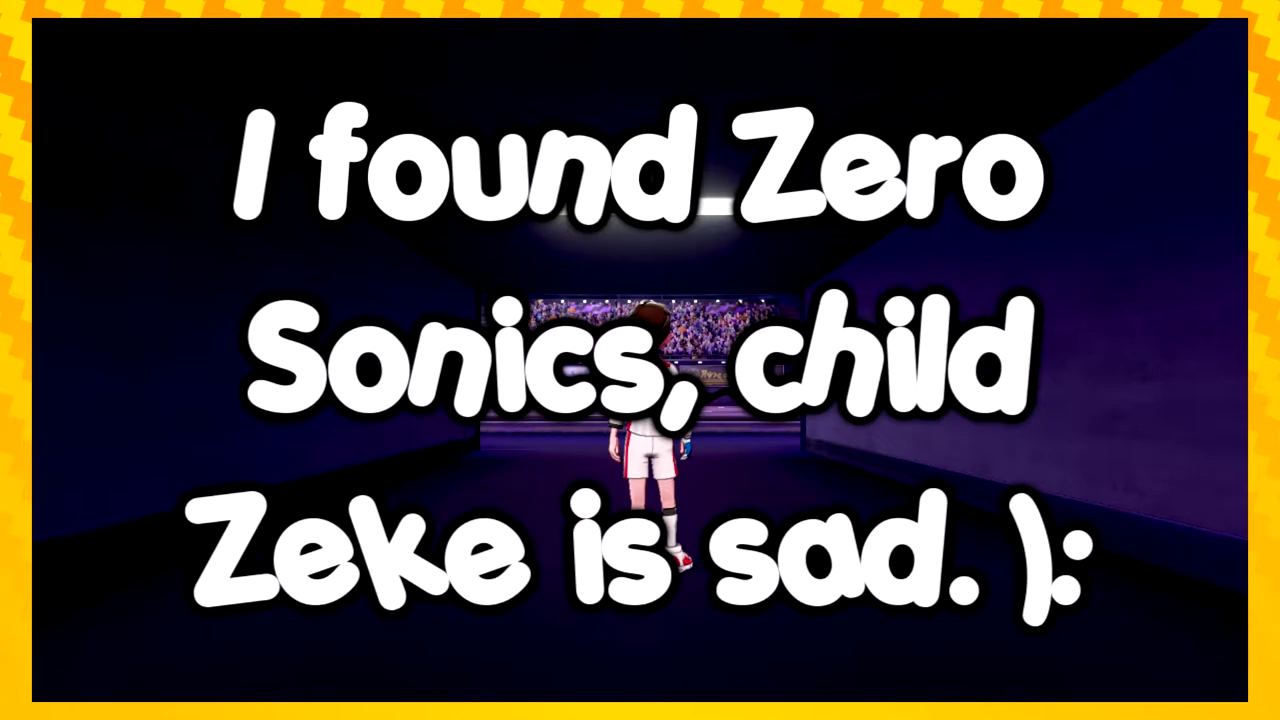 I found Zero
Sonics, child
Zeke is sad. ):